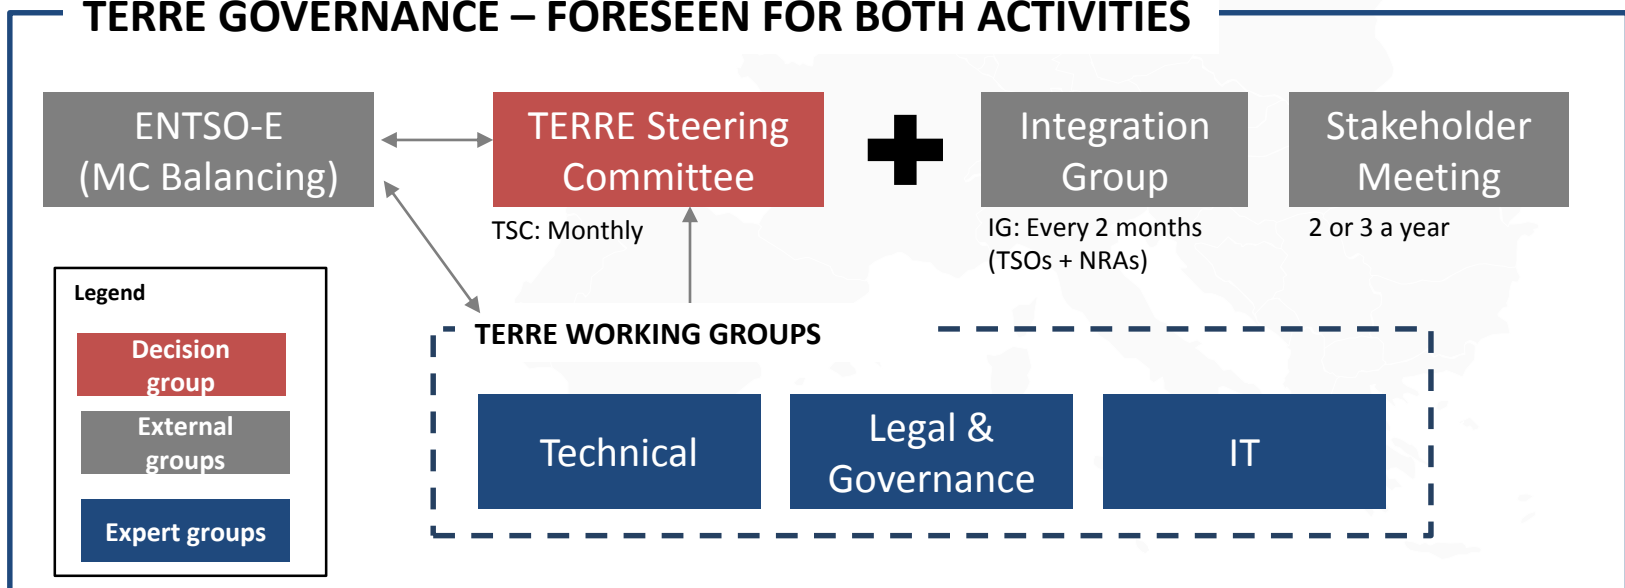 TERRE GOVERNANCE – FORESEEN FOR BOTH ACTIVITIES
ENTSO-E
(MC Balancing)
TERRE Steering
Committee
Integration
Group
Stakeholder
Meeting
TSC: Monthly
IG: Every 2 months
(TSOs + NRAs)
2 or 3 a year
Legend
Decision
group
External
groups
Expert groups
TERRE WORKING GROUPS
Technical
Legal &
Governance
IT